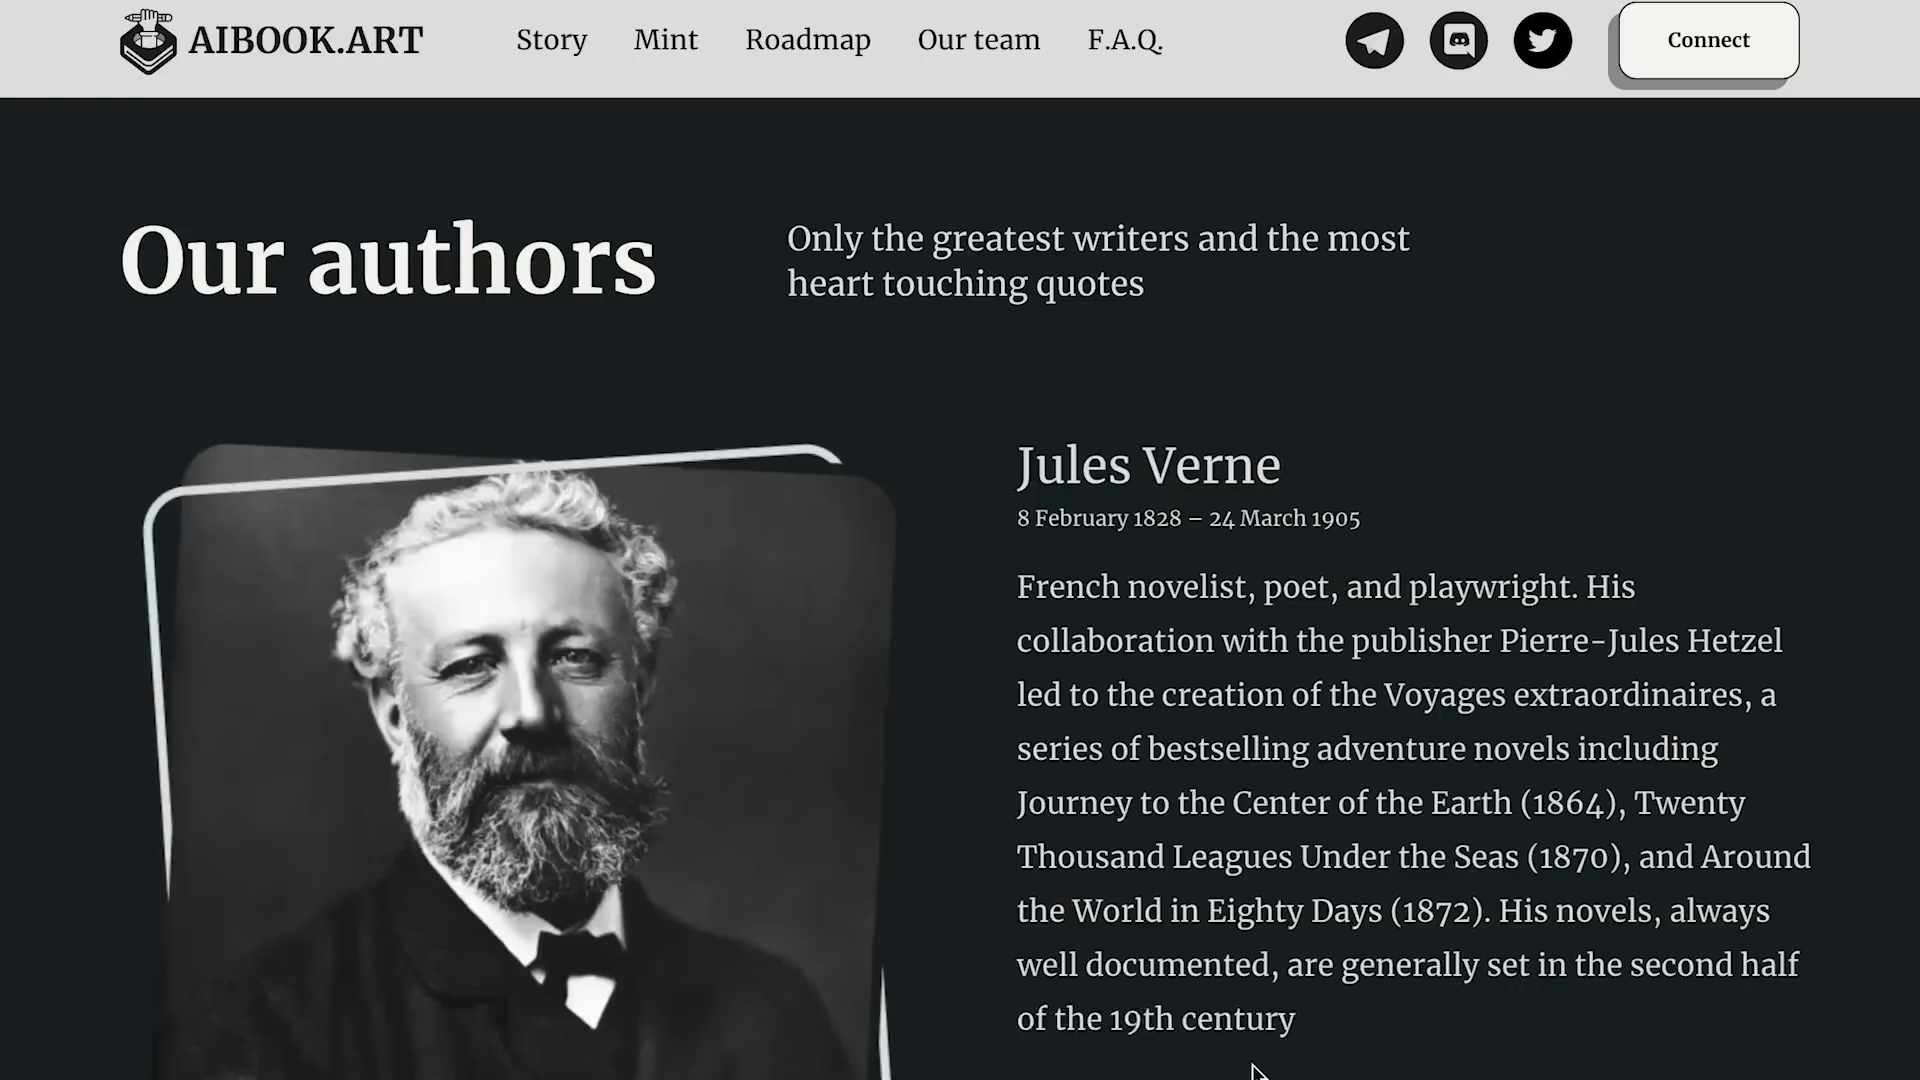 AIBOOK.ART
Story
Mint
Roadmap
Our team
F.A.Q.
Connect
Our authors
Only the greatest writers and the most
heart touching quotes
Jules Verne
8 February 1828 – 24 March 1905
French novelist, poet, and playwright. His
collaboration with the publisher Pierre-Jules Hetzel
led to the creation of the Voyages extraordinaires, a
series of bestselling adventure novels including
Journey to the Center of the Earth (1864), Twenty
Thousand Leagues Under the Seas (1870), and Around
the World in Eighty Days (1872). His novels, always
well documented, are generally set in the second half
of the 19th century